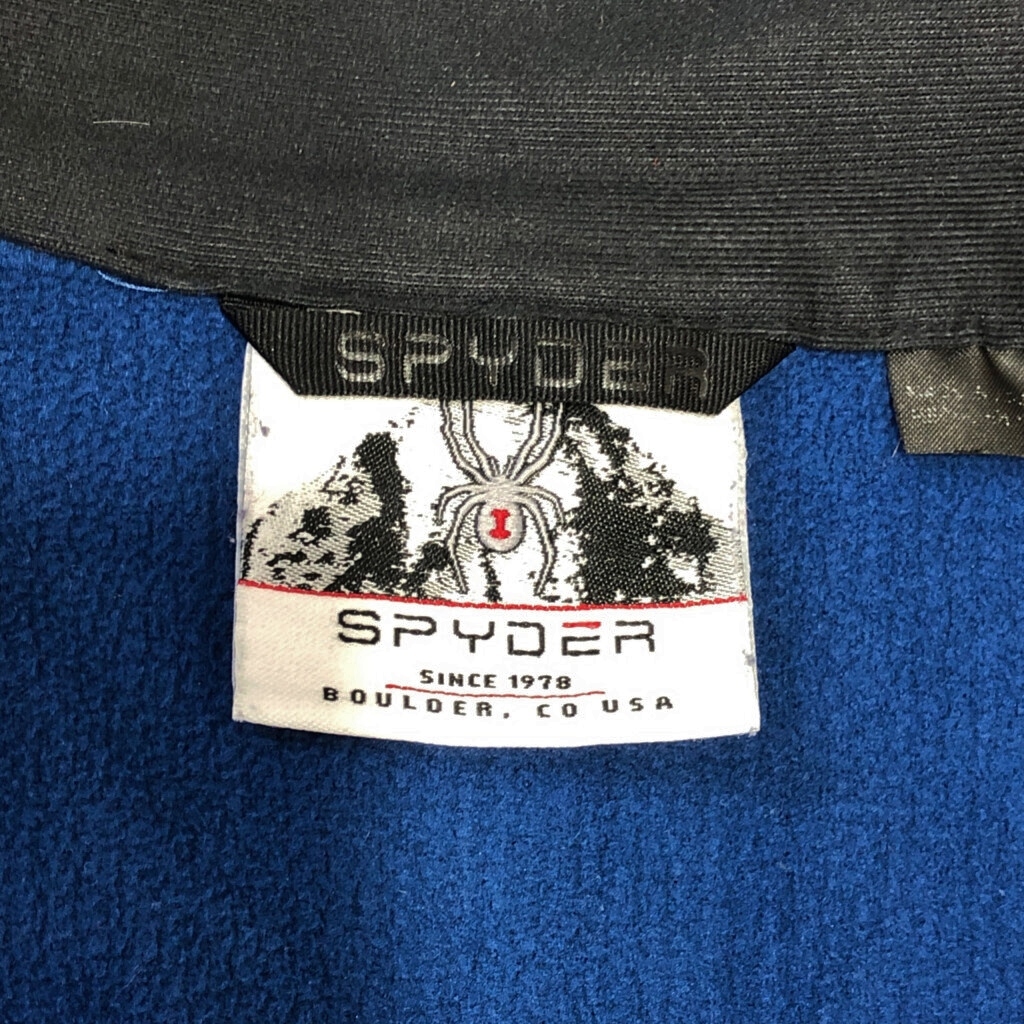 SPYDER
SPYDER
SINCE 1978
BOULDER, CO USA